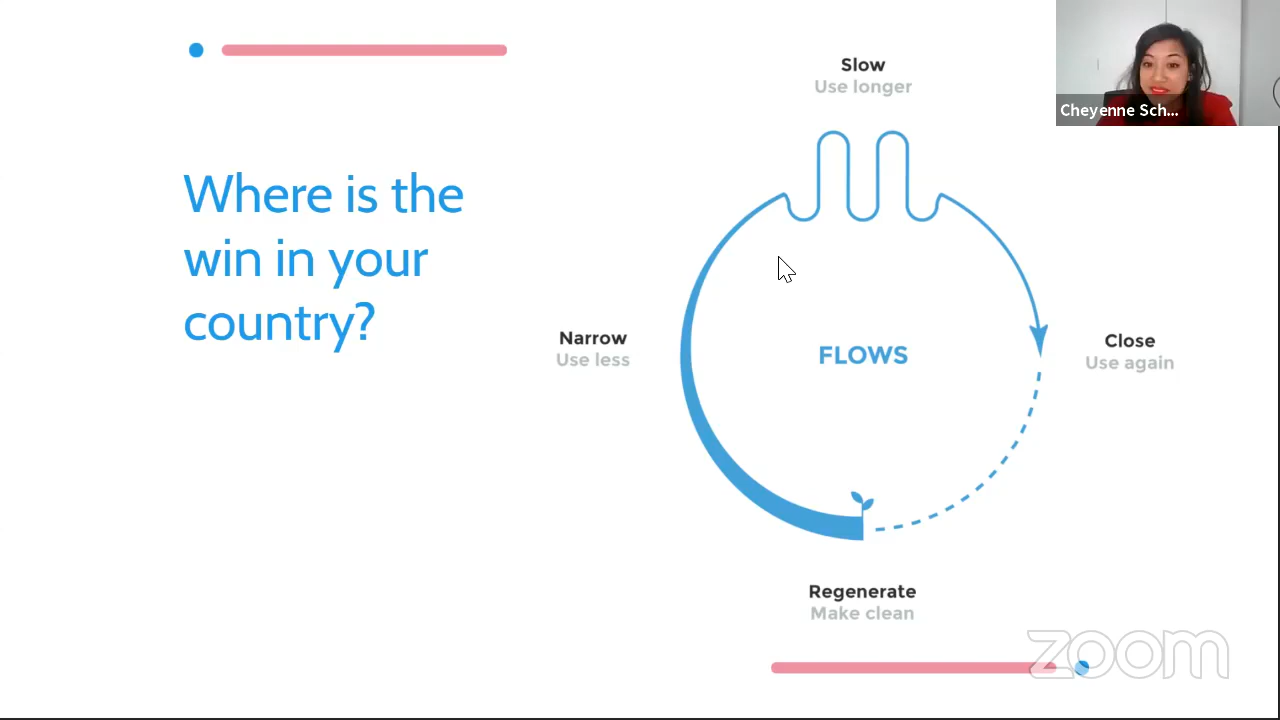 Where is the
win in your
country?
Slow
Use longer
Narrow
Use less
FLOWS
Close
Use again
Regenerate
Make clean
Cheyenne Sch...
zoom